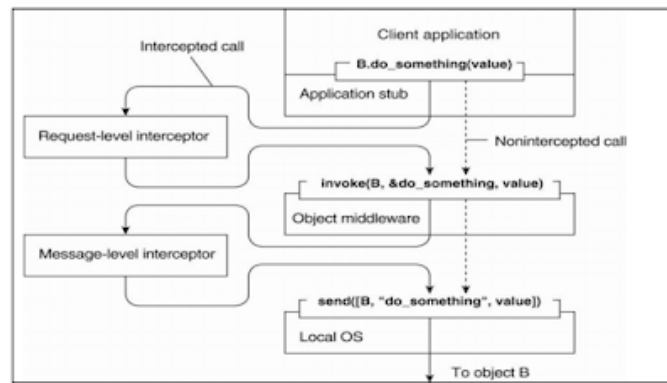 Client application
Intercepted call
B.do_something(value)
Application stub
Request-level interceptor
Nonintercepted call
invoke(B, &do_something, value)
Object middleware
Message-level interceptor
send([B, "do_something", value])
Local OS
To object B